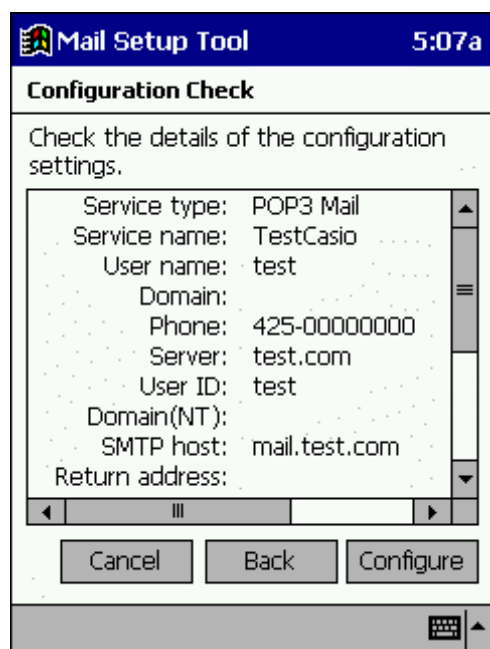 Mail Setup Tool 5:07a
Configuration Check
Check the details of the configuration
settings.
Service type: POP3 Mail
Service name: TestCasio
User name: test
Domain:
Phone: 425-00000000
Server: test.com
User ID: test
Domain(NT):
SMTP host: mail.test.com
Return address:
Cancel Back Configure